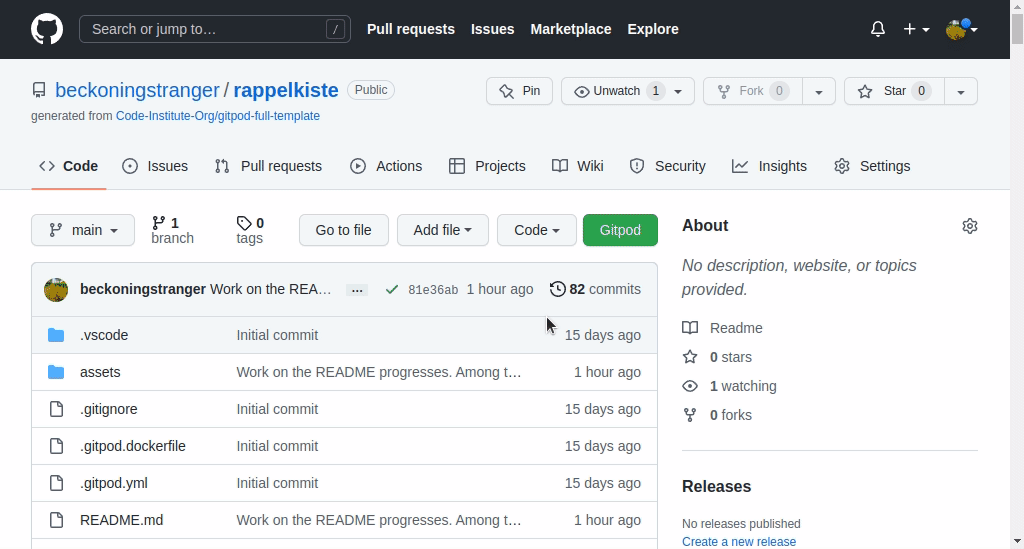 Search or jump to… / Pull requests Issues Marketplace Explore
beckoningstranger / rappelkiste Public Pin Unwatch 1 Fork 0 Star 0
generated from Code-Institute-Org/gitpod-full-template
Code Issues Pull requests Actions Projects Wiki Security Insights Settings
main 1 branch 0 tags Go to file Add file Code Gitpod
beckoningstranger Work on the REA… … 81e36ab 1 hour ago 82 commits
.vscode Initial commit 15 days ago
assets Work on the README progresses. Among t… 1 hour ago
.gitignore Initial commit 15 days ago
.gitpod.dockerfile Initial commit 15 days ago
.gitpod.yml Initial commit 15 days ago
README.md Work on the README progresses. Among t… 1 hour ago
About
No description, website, or topics
provided.
Readme
0 stars
1 watching
0 forks
Releases
No releases published
Create a new release